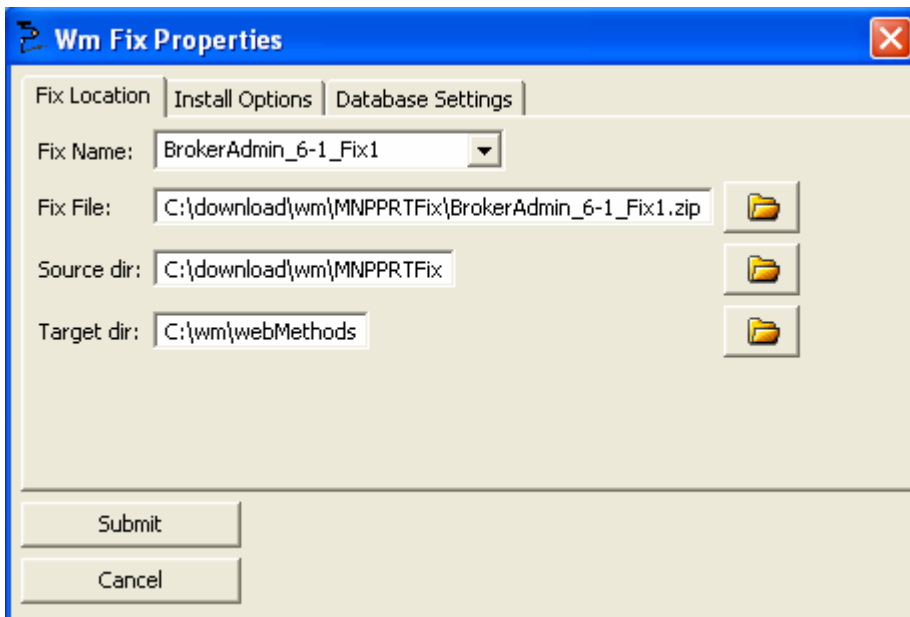 Wm Fix Properties
Fix Location Install Options Database Settings
Fix Name: BrokerAdmin_6-1_Fix1
Fix File: C:\download\wm\MNPPRTFix\BrokerAdmin_6-1_Fix1.zip
Source dir: C:\download\wm\MNPPRTFix
Target dir: C:\wm\webMethods
Submit
Cancel